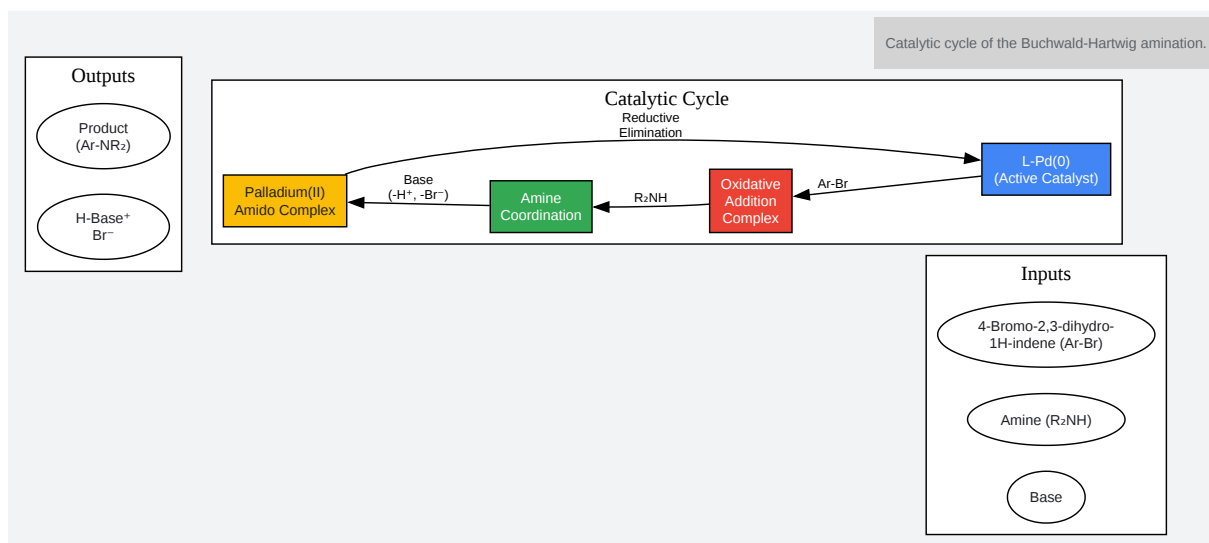 Catalytic cycle of the Buchwald-Hartwig amination.
Outputs
Product
(Ar-NR₂)
H-Base⁺
Br⁻
Catalytic Cycle
Reductive
Elimination
L-Pd(0)
(Active Catalyst)
Ar-Br
Oxidative
Addition
Complex
R₂NH
Amine
Coordination
Base
(-H⁺, -Br⁻)
Palladium(II)
Amido Complex
Inputs
4-Bromo-2,3-dihydro-
1H-indene (Ar-Br)
Amine (R₂NH)
Base